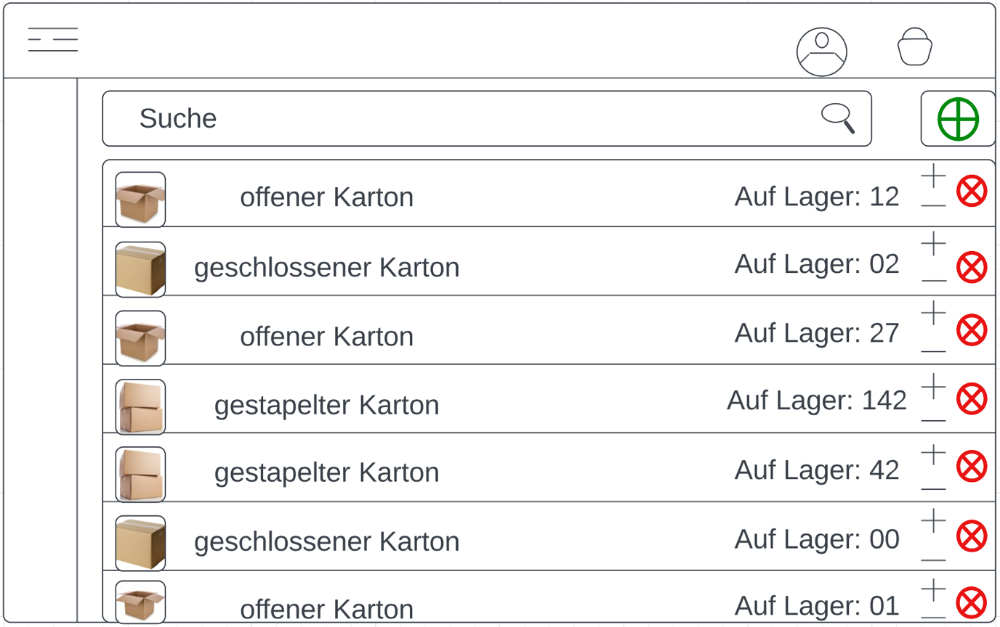 Suche
offener Karton Auf Lager: 12
geschlossener Karton Auf Lager: 02
offener Karton Auf Lager: 27
gestapelter Karton Auf Lager: 142
gestapelter Karton Auf Lager: 42
geschlossener Karton Auf Lager: 00
offener Karton Auf Lager: 01